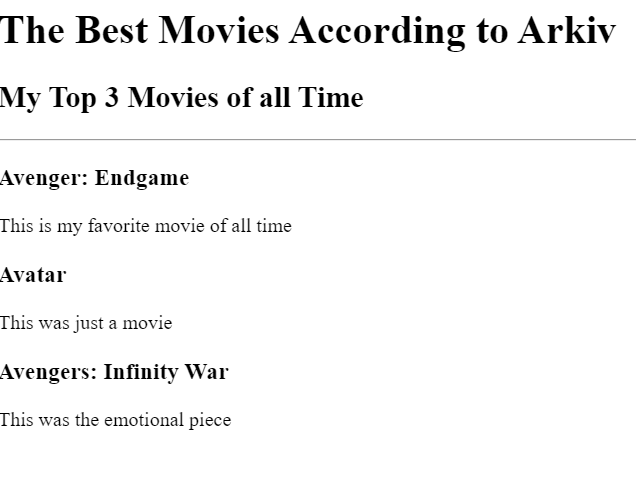 The Best Movies According to Arkiv
My Top 3 Movies of all Time
Avenger: Endgame
This is my favorite movie of all time
Avatar
This was just a movie
Avengers: Infinity War
This was the emotional piece